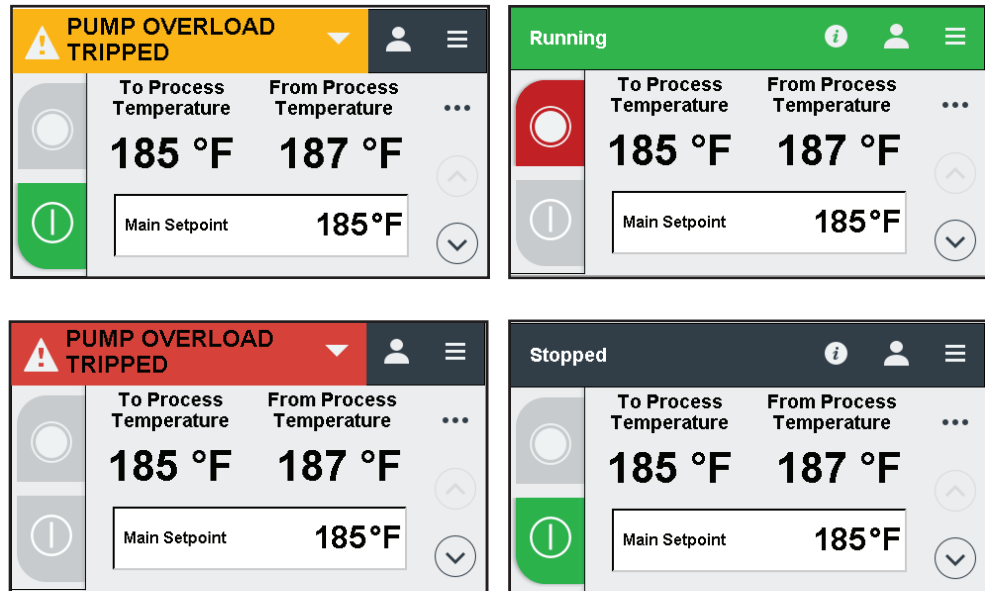 PUMP OVERLOAD
TRIPPED
To Process
Temperature
From Process
Temperature
185 °F
187 °F
Main Setpoint
185°F
Running
To Process
Temperature
From Process
Temperature
185 °F
187 °F
Main Setpoint
185°F
PUMP OVERLOAD
TRIPPED
To Process
Temperature
From Process
Temperature
185 °F
187 °F
Main Setpoint
185°F
Stopped
To Process
Temperature
From Process
Temperature
185 °F
187 °F
Main Setpoint
185°F